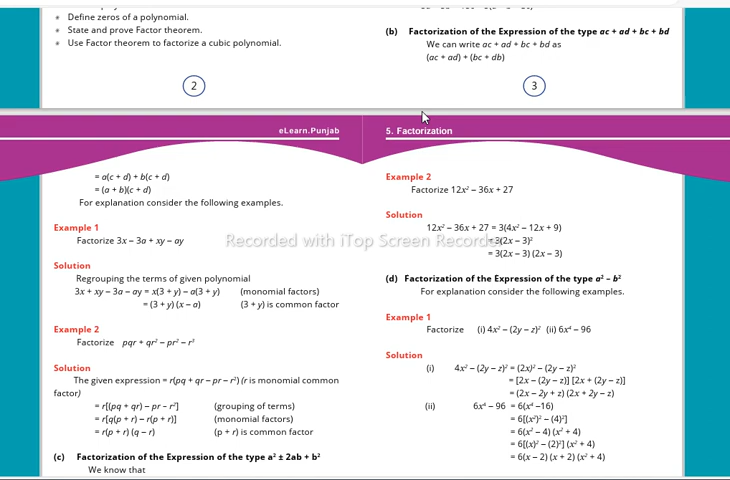 Define zeros of a polynomial.
State and prove Factor theorem.
Use Factor theorem to factorize a cubic polynomial.
2
(b) Factorization of the Expression of the type ac + ad + bc + bd
We can write ac + ad + bc + bd as
(ac + ad) + (bc + db)
3
eLearn.Punjab
= a(c + d) + b(c + d)
= (a + b)(c + d)
For explanation consider the following examples.
Example 1
Factorize 3x – 3a + xy – ay
Solution
Regrouping the terms of given polynomial
3x + xy – 3a – ay = x(3 + y) – a(3 + y) (monomial factors)
= (3 + y) (x – a) (3 + y) is common factor
Example 2
Factorize pqr + qr² – pr² – r³
Solution
The given expression = r(pq + qr – pr – r²) (r is monomial common
factor)
= r[(pq + qr) – pr – r²] (grouping of terms)
= r[q(p + r) – r(p + r)] (monomial factors)
= r(p + r) (q – r) (p + r) is common factor
(c) Factorization of the Expression of the type a² ± 2ab + b²
We know that
5. Factorization
Example 2
Factorize 12x² – 36x + 27
Solution
12x² – 36x + 27 = 3(4x² – 12x + 9)
= 3(2x – 3)²
= 3(2x – 3) (2x – 3)
(d) Factorization of the Expression of the type a² – b²
For explanation consider the following examples.
Example 1
Factorize (i) 4x² – (2y – z)² (ii) 6x⁴ – 96
Solution
(i) 4x² – (2y – z)² = (2x)² – (2y – z)²
= [2x – (2y – z)] [2x + (2y – z)]
= (2x – 2y + z) (2x + 2y – z)
(ii) 6x⁴ – 96 = 6(x⁴ –16)
= 6[(x²)² – (4)²]
= 6(x² – 4) (x² + 4)
= 6[(x)² – (2)²] (x² + 4)
= 6(x – 2) (x + 2) (x² + 4)
Recorded with iTop Screen Recorder